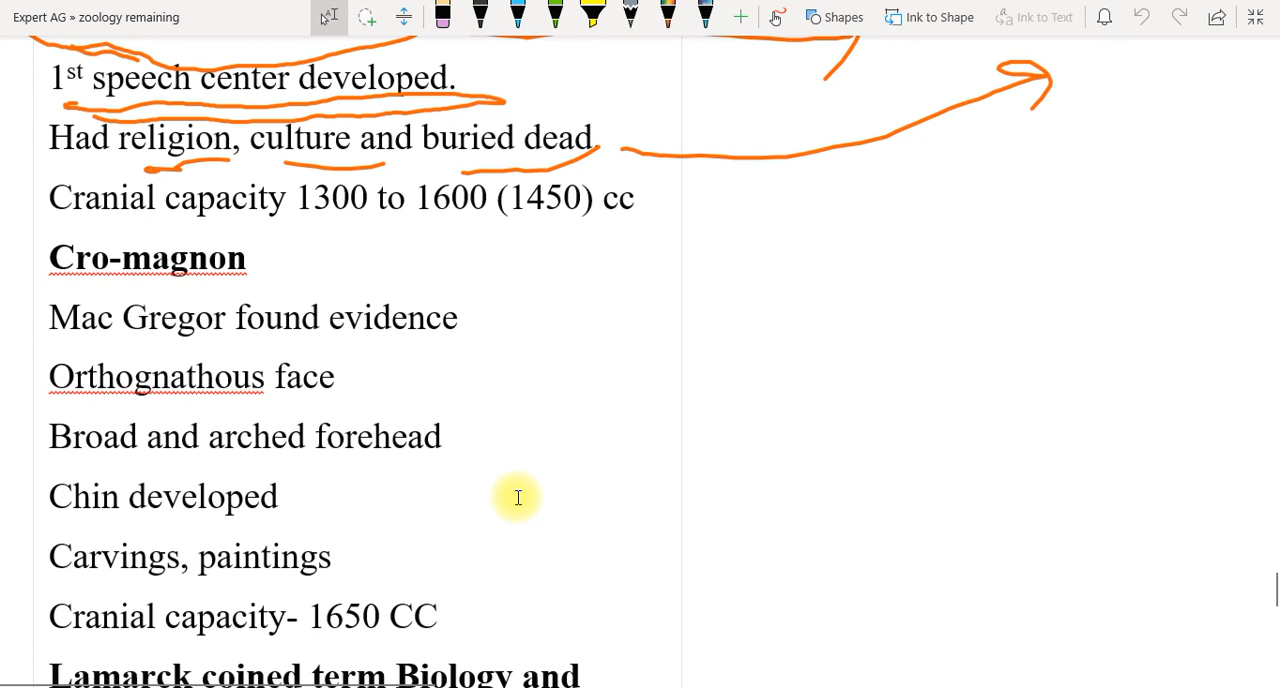 Expert AG » zoology remaining
Shapes
Ink to Shape
Ink to Text
1st speech center developed.
Had religion, culture and buried dead.
Cranial capacity 1300 to 1600 (1450) cc
Cro-magnon
Mac Gregor found evidence
Orthognathous face
Broad and arched forehead
Chin developed
Carvings, paintings
Cranial capacity- 1650 CC
Lamarck coined term Biology and